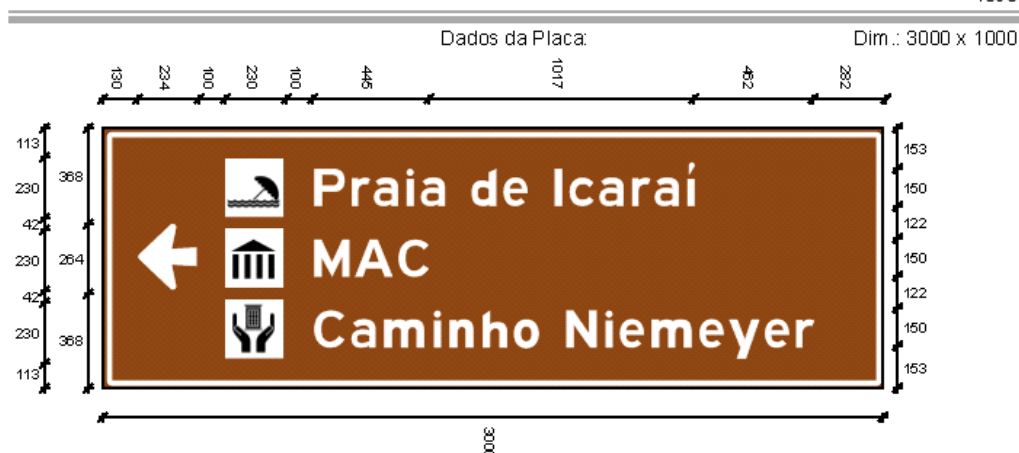 Dados da Placa: Dim.: 3000 x 1000
130 234 100 230 100 445 1017 462 282
113 368 153
230 Praia de Icaraí 150
42 122
230 264 MAC 150
42 122
230 368 Caminho Niemeyer 150
113 153